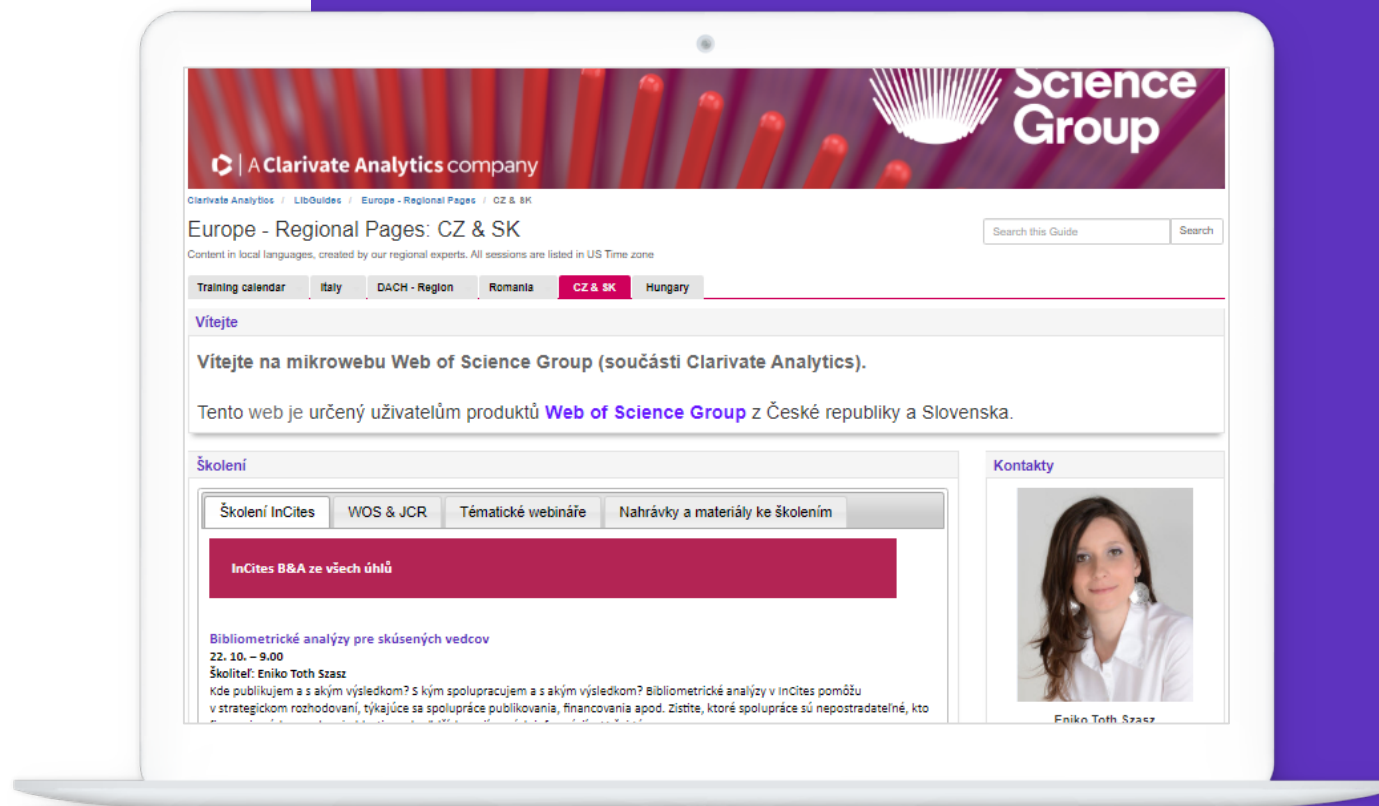 Science
Group
A Clarivate Analytics company
Clarivate Analytics / LibGuides / Europe - Regional Pages / CZ & SK
Europe - Regional Pages: CZ & SK
Search this Guide
Search
Content in local languages, created by our regional experts. All sessions are listed in US Time zone
Training calendar
Italy
DACH - Region
Romania
CZ & SK
Hungary
Vítejte
Vítejte na mikrowebu Web of Science Group (součásti Clarivate Analytics).
Tento web je určený uživatelům produktů Web of Science Group z České republiky a Slovenska.
Školení
Školení InCites
WOS & JCR
Tématické webináře
Nahrávky a materiály ke školením
InCites B&A ze všech úhlů
Bibliometrické analýzy pre skúsených vedcov
22. 10. – 9.00
Školiteľ: Eniko Toth Szasz
Kde publikujem a s akým výsledkom? S kým spolupracujem a s akým výsledkom? Bibliometrické analýzy v InCites pomôžu
v strategickom rozhodovaní, týkajúce sa spolupráce publikovania, financovania apod. Zistite, ktoré spolupráce sú nepostradateľné, kto
Kontakty
Eniko Toth Szasz